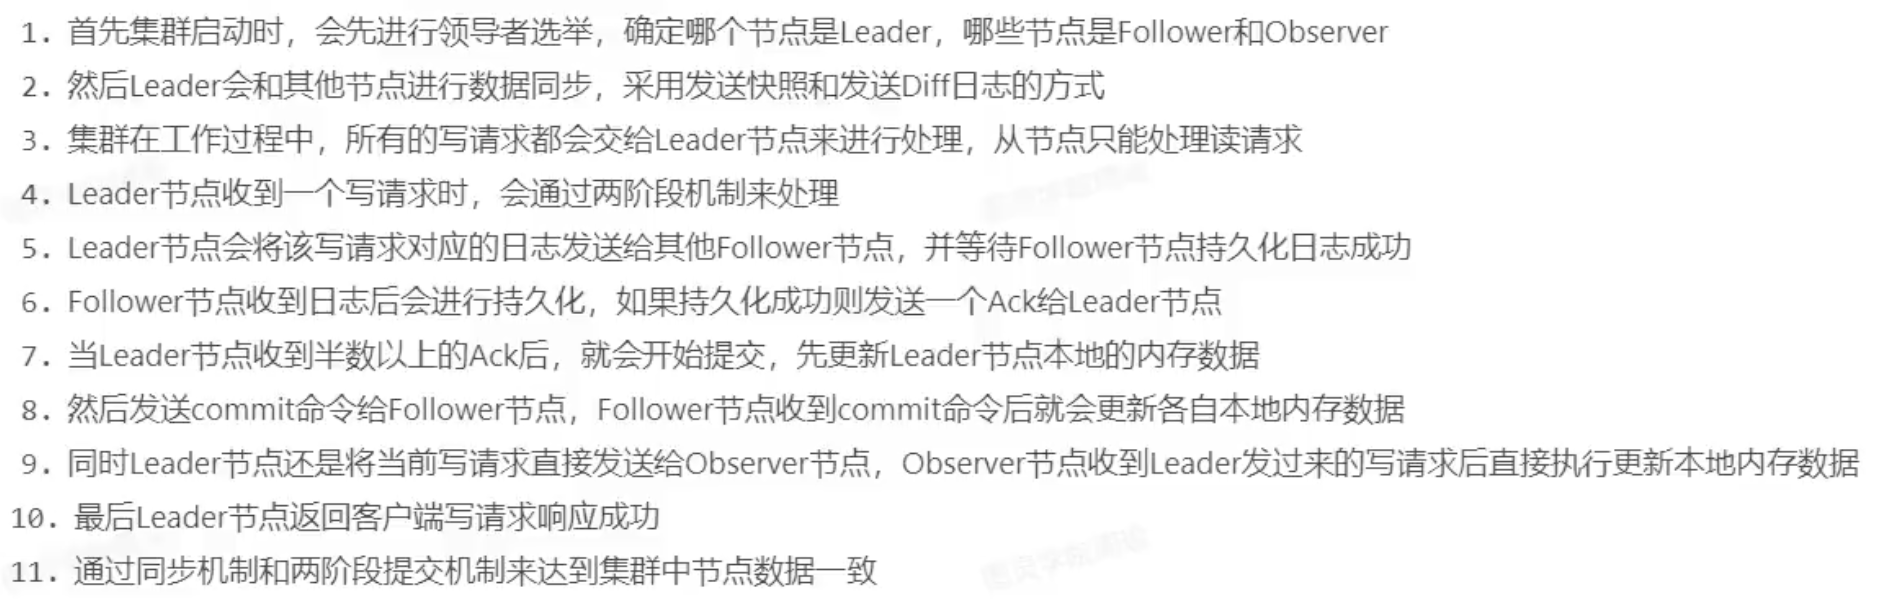 1. 首先集群启动时，会先进行领导者选举，确定哪个节点是Leader，哪些节点是Follower和Observer
2. 然后Leader会和其他节点进行数据同步，采用发送快照和发送Diff日志的方式
3. 集群在工作过程中，所有的写请求都会交给Leader节点来进行处理，从节点只能处理读请求
4. Leader节点收到一个写请求时，会通过两阶段机制来处理
5. Leader节点会将该写请求对应的日志发送给其他Follower节点，并等待Follower节点持久化日志成功
6. Follower节点收到日志后会进行持久化，如果持久化成功则发送一个Ack给Leader节点
7. 当Leader节点收到半数以上的Ack后，就会开始提交，先更新Leader节点本地的内存数据
8. 然后发送commit命令给Follower节点，Follower节点收到commit命令后就会更新各自本地内存数据
9. 同时Leader节点还是将当前写请求直接发送给Observer节点，Observer节点收到Leader发过来的写请求后直接执行更新本地内存数据
10. 最后Leader节点返回客户端写请求响应成功
11. 通过同步机制和两阶段提交机制来达到集群中节点数据一致